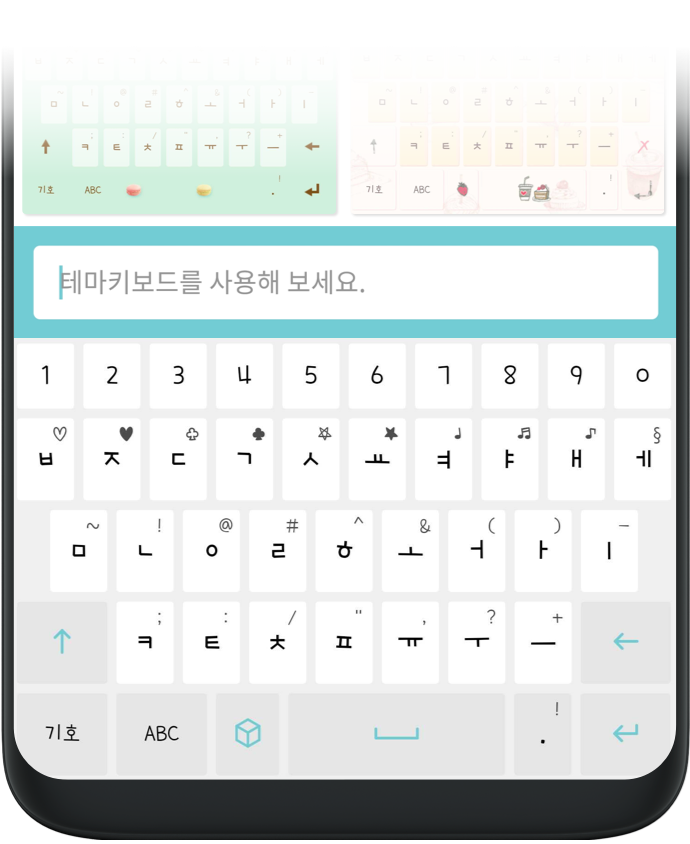 ㅁ ㄴ ㅇ ㄹ ㅎ ㅗ ㅓ ㅏ ㅣ
; : / " , ? +
ㅋ ㅌ ㅊ ㅍ ㅠ ㅜ ㅡ
기호 ABC . !
ㅁ ㄴ ㅇ ㄹ ㅎ ㅗ ㅓ ㅏ ㅣ
; : / " , ? +
ㅋ ㅌ ㅊ ㅍ ㅠ ㅜ ㅡ
기호 ABC . !
테마키보드를 사용해 보세요.
1 2 3 4 5 6 7 8 9 0
♡ ♥ ♧ ♣ ☆ ★ ♩ ♬ ♪ §
ㅂ ㅈ ㄷ ㄱ ㅅ ㅛ ㅕ ㅑ ㅐ ㅔ
~ ! @ # ^ & ( ) _
ㅁ ㄴ ㅇ ㄹ ㅎ ㅗ ㅓ ㅏ ㅣ
; : / " , ? +
ㅋ ㅌ ㅊ ㅍ ㅠ ㅜ ㅡ
기호 ABC . !